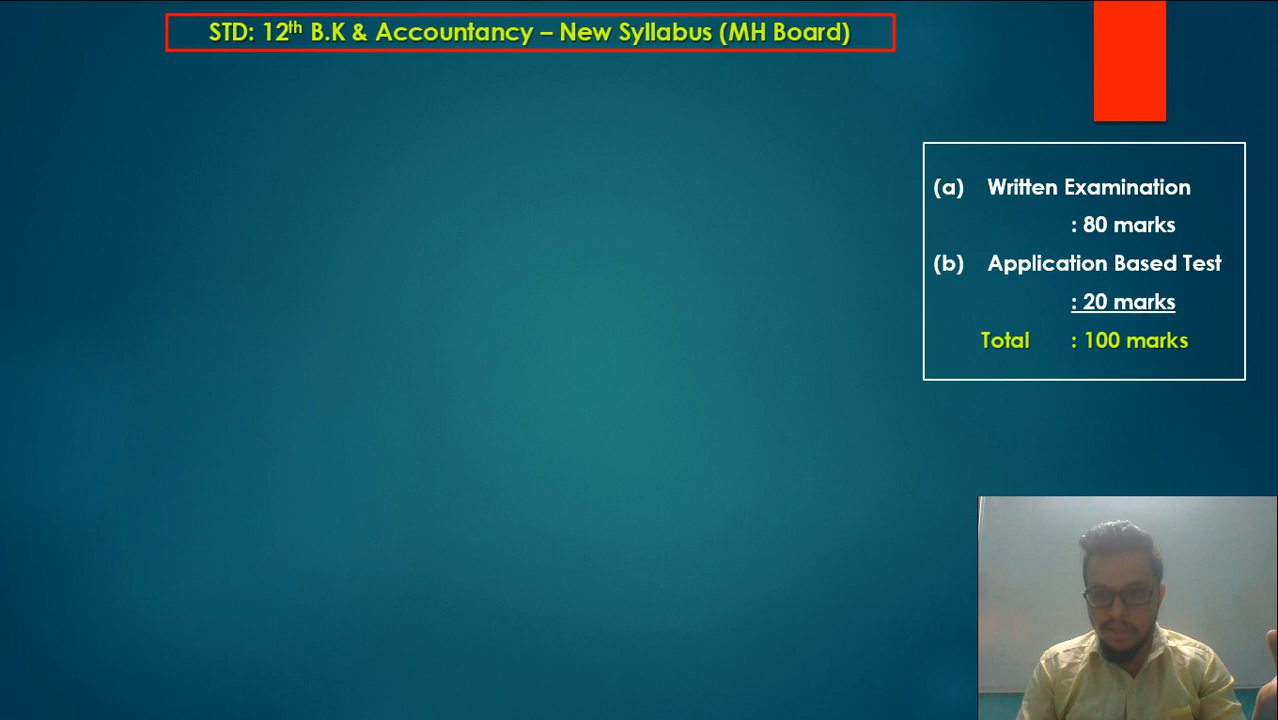 STD: 12th B.K & Accountancy – New Syllabus (MH Board)
(a) Written Examination
: 80 marks
(b) Application Based Test
: 20 marks
Total : 100 marks